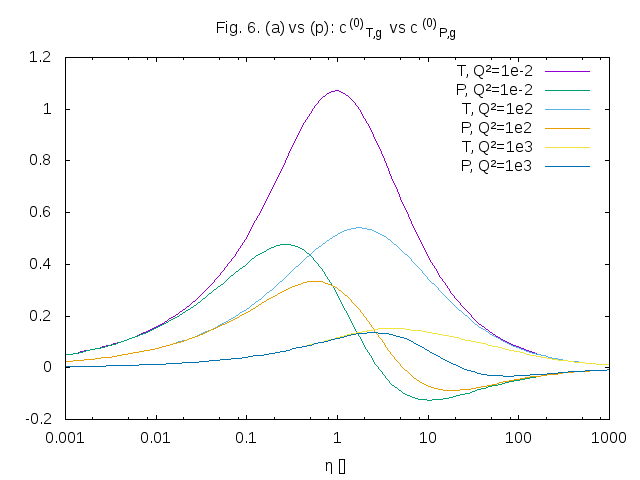 Fig. 6. (a) vs (p): c^(0)_T,g vs c^(0)_P,g
1.2
1
0.8
0.6
0.4
0.2
0
-0.2
T, Q²=1e-2
P, Q²=1e-2
T, Q²=1e2
P, Q²=1e2
T, Q²=1e3
P, Q²=1e3
0.001 0.01 0.1 1 10 100 1000
η []